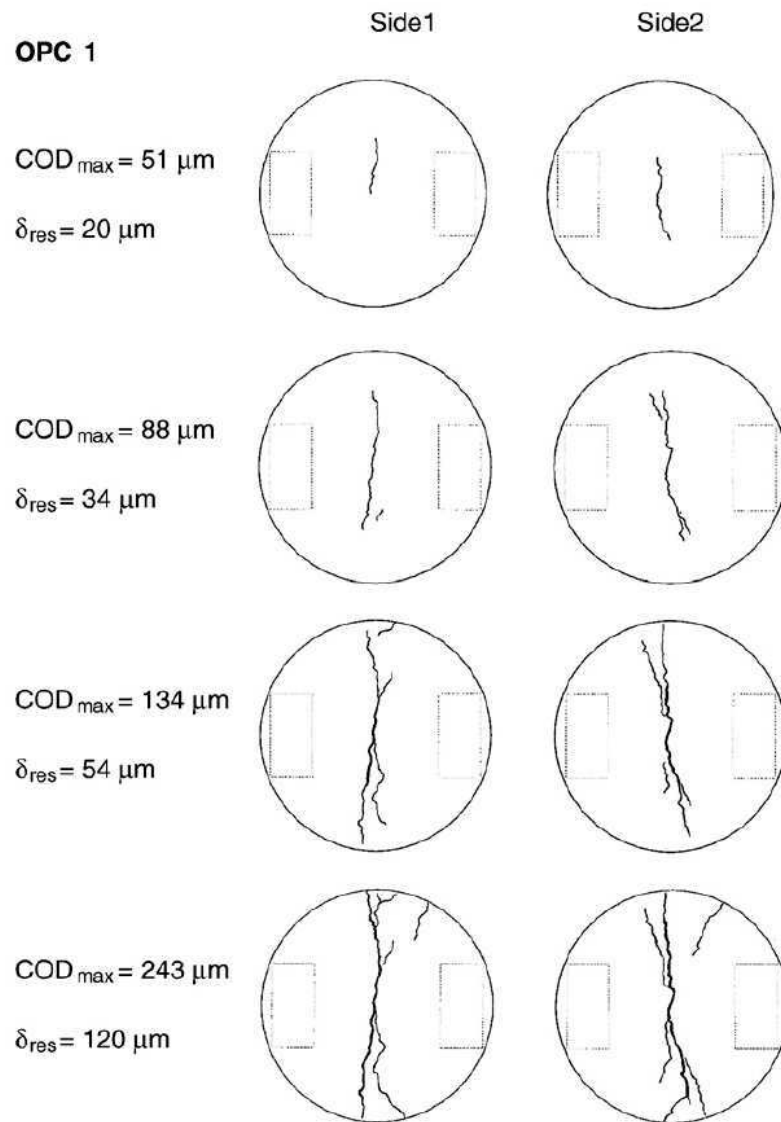 Side1 Side2
OPC 1
COD max = 51 μm
δres = 20 μm
COD max = 88 μm
δres = 34 μm
COD max = 134 μm
δres = 54 μm
COD max = 243 μm
δres = 120 μm